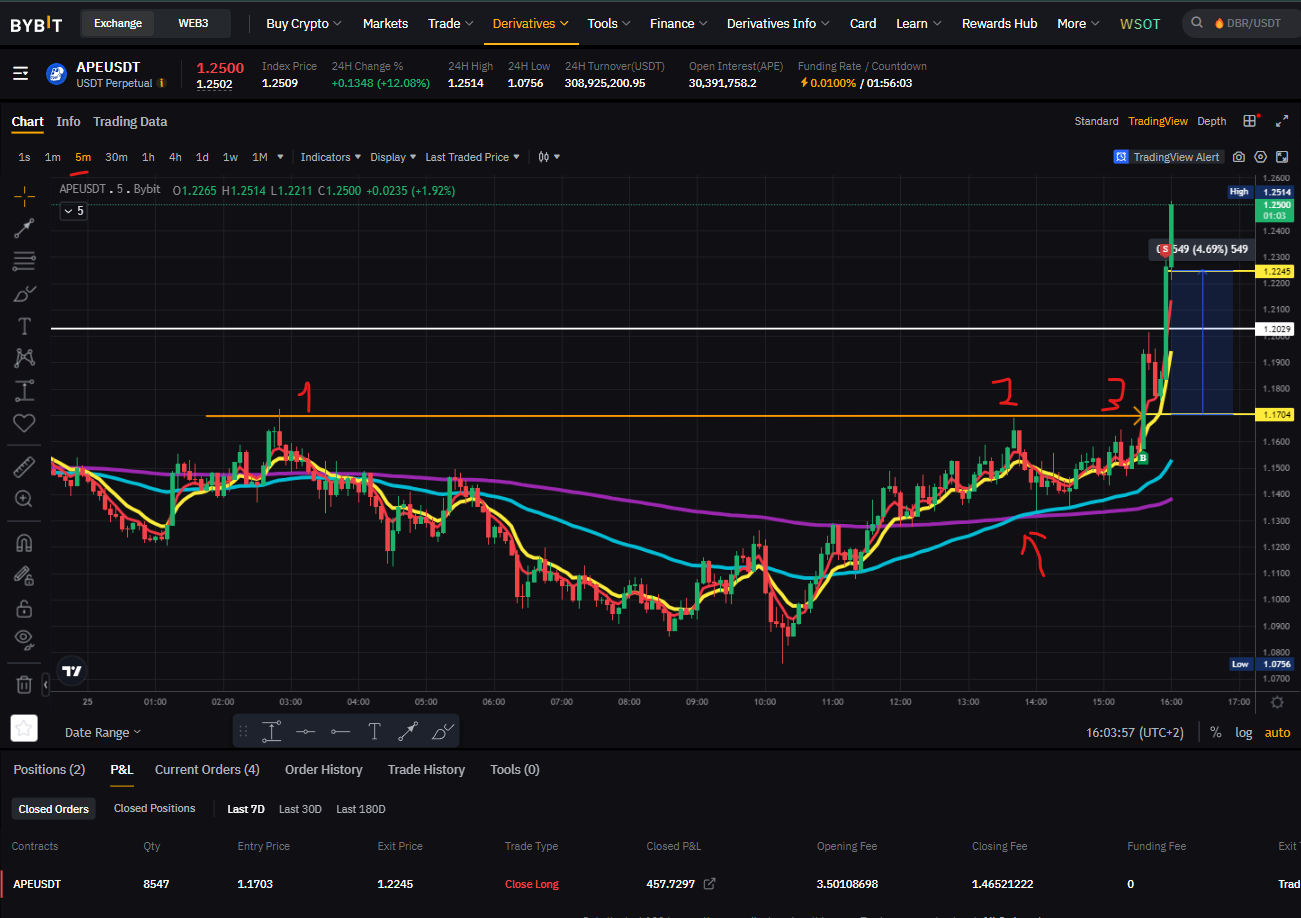 BYBIT Exchange WEB3 Buy Crypto Markets Trade Derivatives Tools Finance Derivatives Info Card Learn Rewards Hub More WSOT DBR/USDT
APEUSDT 1.2500 Index Price 24H Change % 24H High 24H Low 24H Turnover(USDT) Open Interest(APE) Funding Rate / Countdown
USDT Perpetual 1.2502 1.2509 +0.1348 (+12.08%) 1.2514 1.0756 308,925,200.95 30,391,758.2 0.0100% / 01:56:03
Chart Info Trading Data Standard TradingView Depth
1s 1m 5m 30m 1h 4h 1d 1w 1M Indicators Display Last Traded Price TradingView Alert
APEUSDT . 5 . Bybit O1.2265 H1.2514 L1.2211 C1.2500 +0.0235 (+1.92%)
5
1.2600
High 1.2514
1.2500
01:03
1.2400
549 (4.69%) 549
S
1.2300
1.2245
1.2200
1.2100
1.2029
1.2000
1.1900
1.1800
1 2 3
1.1704
1.1600
B
1.1500
1.1400
1.1300
1.1200
1.1100
1.1000
1.0900
1.0800
Low 1.0756
1.0700
25 01:00 02:00 03:00 04:00 05:00 06:00 07:00 08:00 09:00 10:00 11:00 12:00 13:00 14:00 15:00 16:00 17:00
Date Range T 16:03:57 (UTC+2) % log auto
Positions (2) P&L Current Orders (4) Order History Trade History Tools (0)
Closed Orders Closed Positions Last 7D Last 30D Last 180D
Contracts Qty Entry Price Exit Price Trade Type Closed P&L Opening Fee Closing Fee Funding Fee Exit
APEUSDT 8547 1.1703 1.2245 Close Long 457.7297 3.50108698 1.46521222 0 Trad